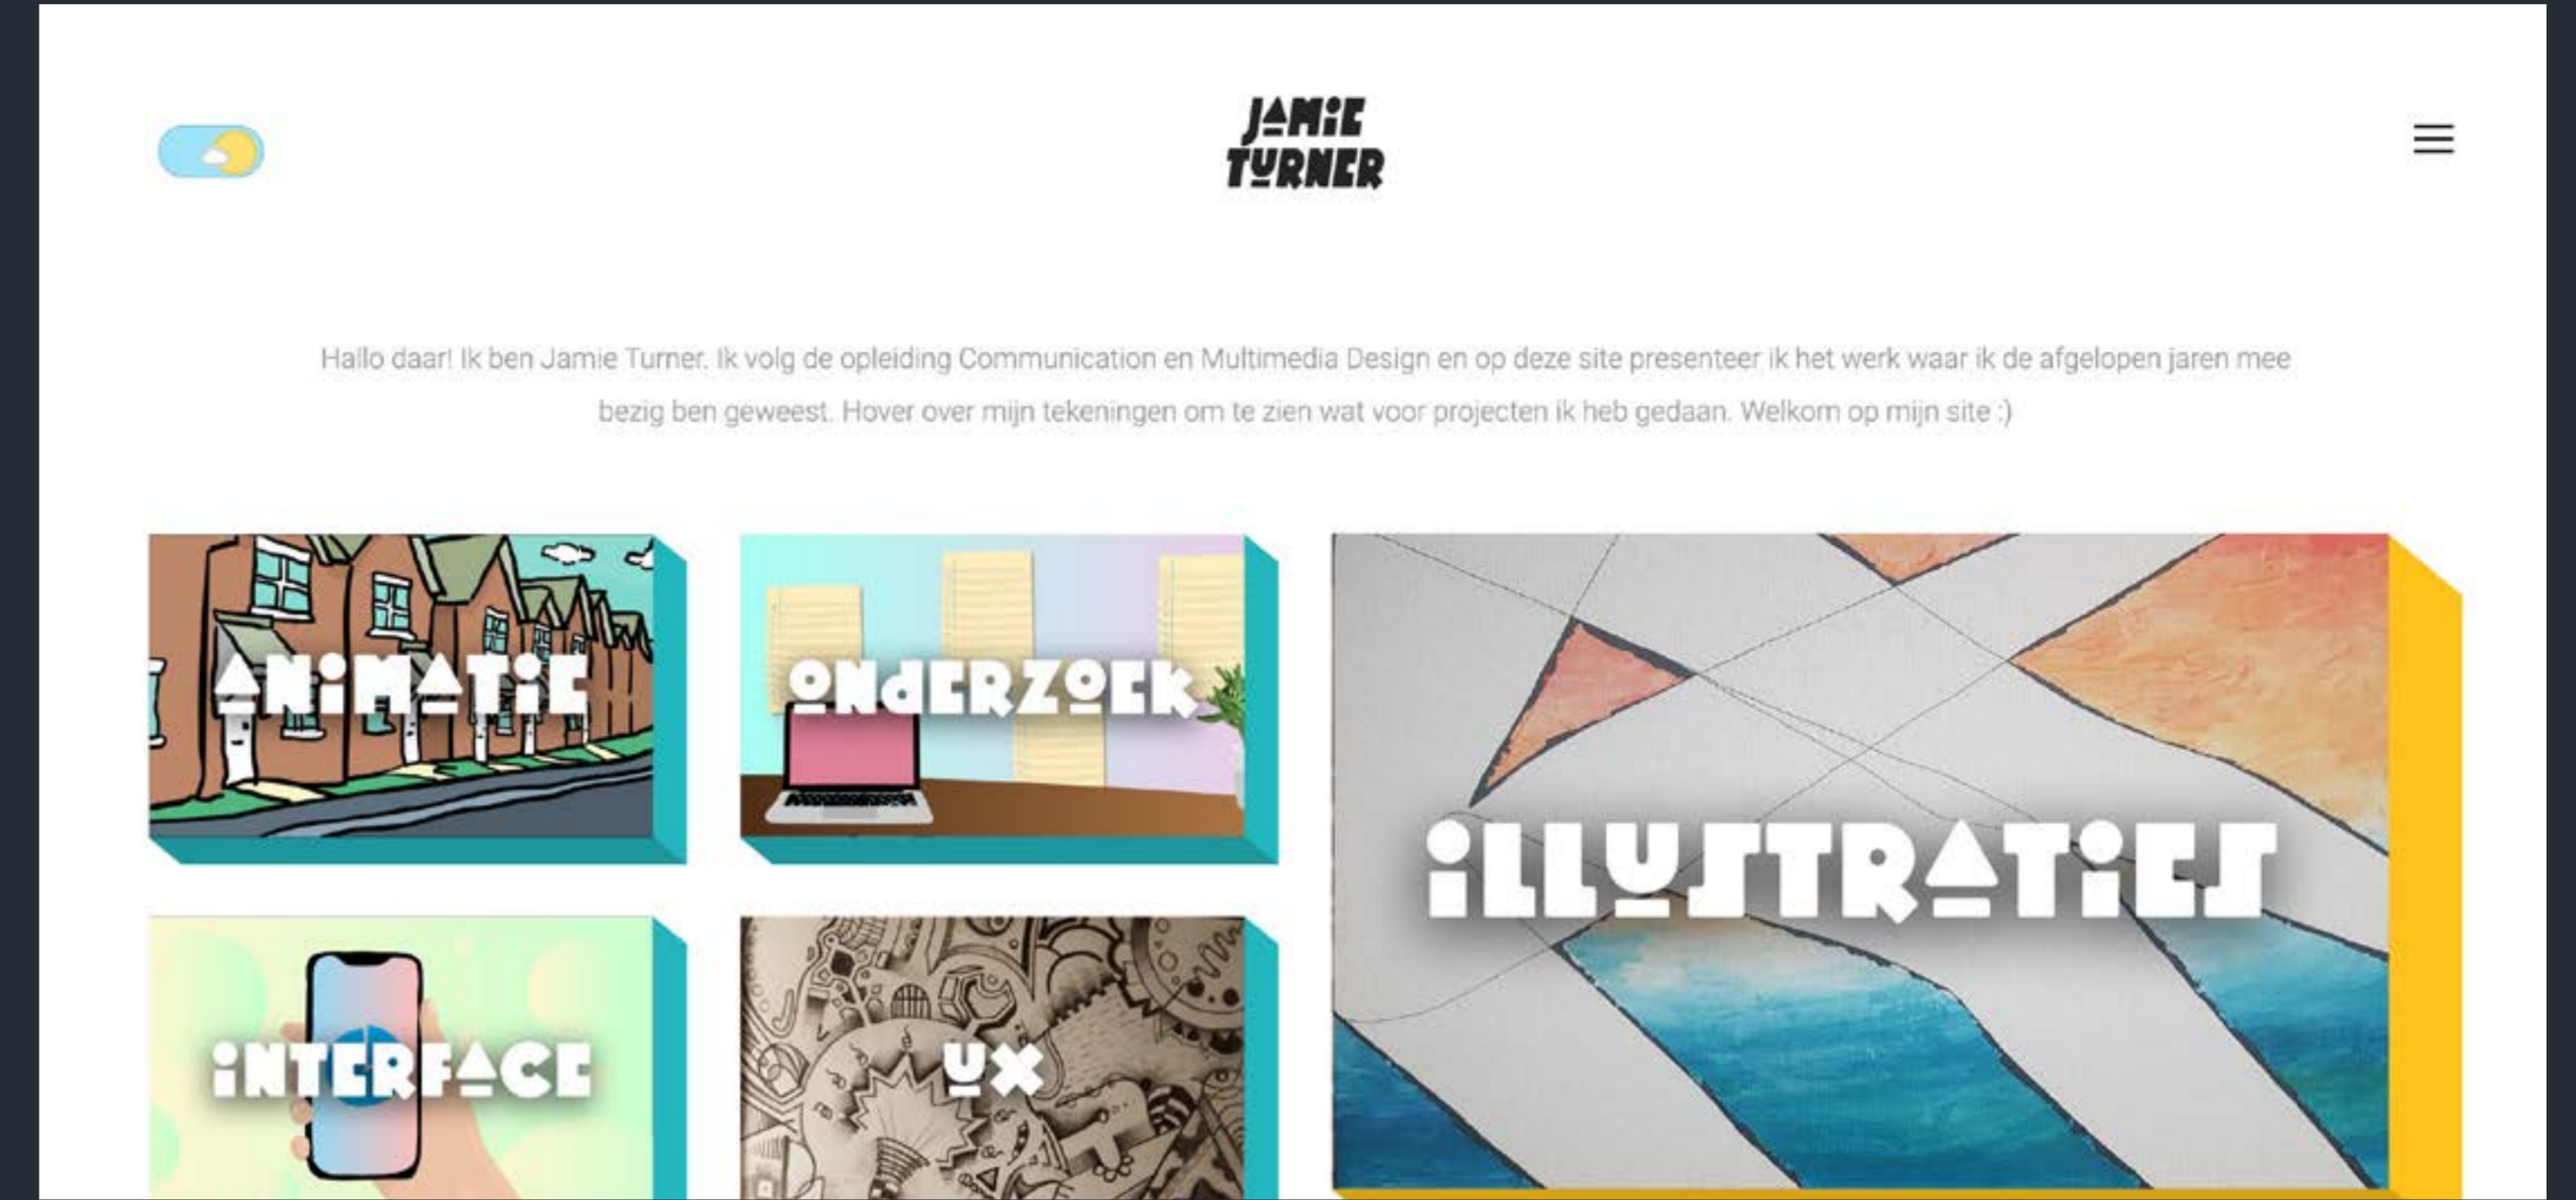 JAMiE
TURNER
Hallo daar! Ik ben Jamie Turner. Ik volg de opleiding Communication en Multimedia Design en op deze site presenteer ik het werk waar ik de afgelopen jaren mee
bezig ben geweest. Hover over mijn tekeningen om te zien wat voor projecten ik heb gedaan. Welkom op mijn site :)
ANiMATiE
ONdERZOEK
iLLUSTRATiES
iNTERFACE
UX